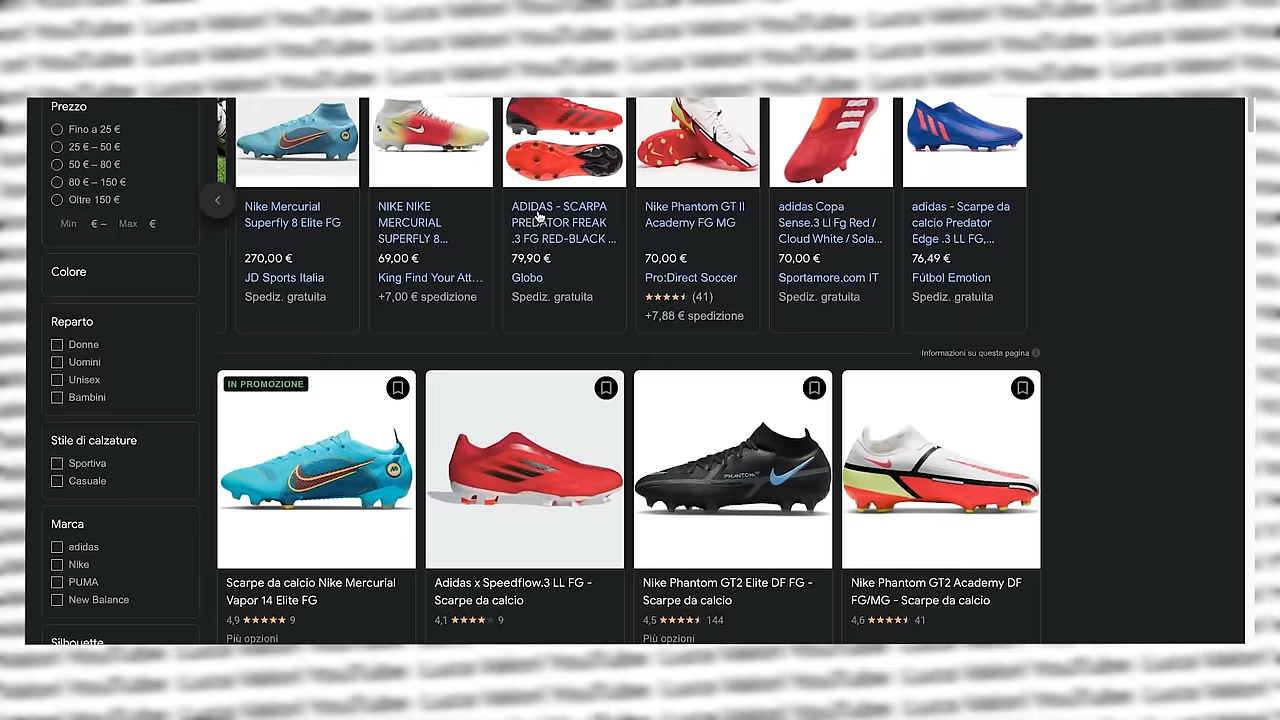 Prezzo
Fino a 25 €
25 € – 50 €
50 € – 80 €
80 € – 150 €
Oltre 150 €
Min € – Max €
Colore
Reparto
Donne
Uomini
Unisex
Bambini
Stile di calzature
Sportiva
Casuale
Marca
adidas
Nike
PUMA
New Balance
Silhouette
Nike Mercurial
Superfly 8 Elite FG
270,00 €
JD Sports Italia
Spediz. gratuita
NIKE NIKE
MERCURIAL
SUPERFLY 8...
69,00 €
King Find Your Att...
+7,00 € spedizione
ADIDAS - SCARPA
PREDATOR FREAK
.3 FG RED-BLACK ...
79,90 €
Globo
Spediz. gratuita
Nike Phantom GT II
Academy FG MG
70,00 €
Pro:Direct Soccer
(41)
+7,88 € spedizione
adidas Copa
Sense.3 Ll Fg Red /
Cloud White / Sola...
70,00 €
Sportamore.com IT
Spediz. gratuita
adidas - Scarpe da
calcio Predator
Edge .3 LL FG,...
76,49 €
Fútbol Emotion
Spediz. gratuita
Informazioni su questa pagina
IN PROMOZIONE
Scarpe da calcio Nike Mercurial
Vapor 14 Elite FG
4,9 9
Più opzioni
Adidas x Speedflow.3 LL FG -
Scarpe da calcio
4,1 9
PHANTOM
Nike Phantom GT2 Elite DF FG -
Scarpe da calcio
4,5 144
Più opzioni
Nike Phantom GT2 Academy DF
FG/MG - Scarpe da calcio
4,6 41